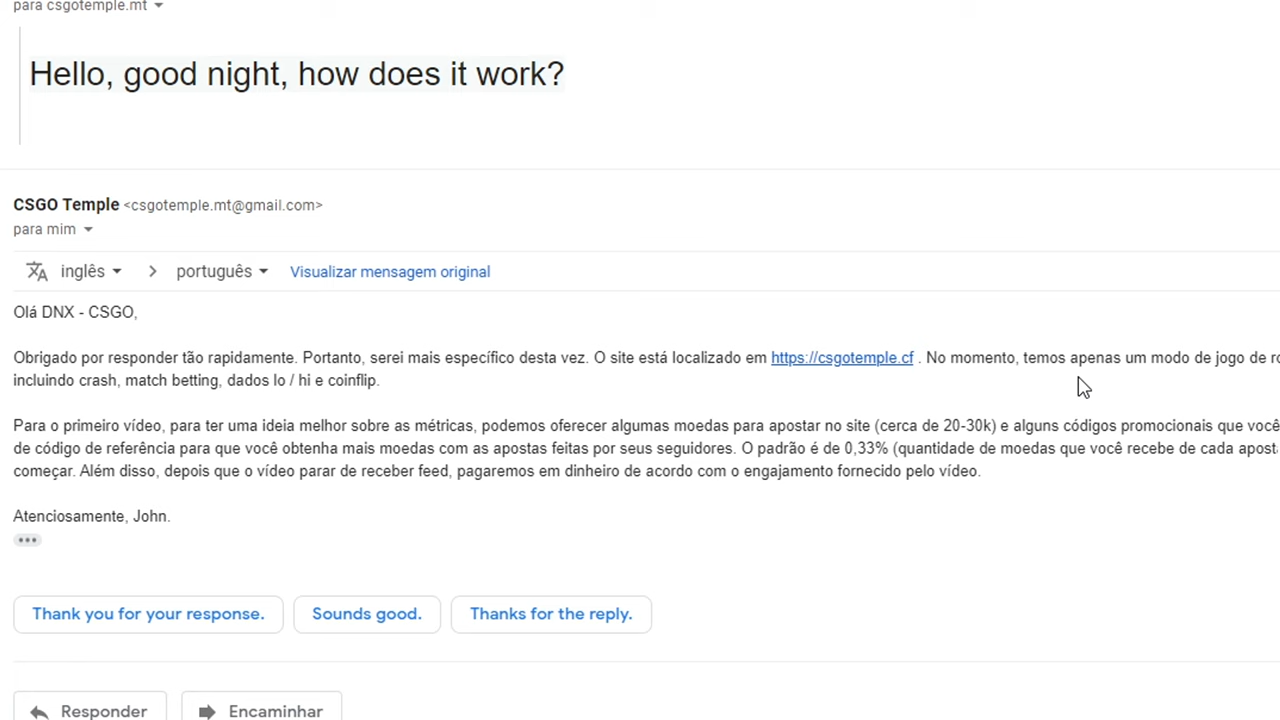 para csgotemple.mt
Hello, good night, how does it work?
CSGO Temple <csgotemple.mt@gmail.com>
para mim
inglês > português Visualizar mensagem original
Olá DNX - CSGO,
Obrigado por responder tão rapidamente. Portanto, serei mais específico desta vez. O site está localizado em https://csgotemple.cf . No momento, temos apenas um modo de jogo de
incluindo crash, match betting, dados lo / hi e coinflip.
Para o primeiro vídeo, para ter uma ideia melhor sobre as métricas, podemos oferecer algumas moedas para apostar no site (cerca de 20-30k) e alguns códigos promocionais que você
de código de referência para que você obtenha mais moedas com as apostas feitas por seus seguidores. O padrão é de 0,33% (quantidade de moedas que você recebe de cada
começar. Além disso, depois que o vídeo parar de receber feed, pagaremos em dinheiro de acordo com o engajamento fornecido pelo vídeo.
Atenciosamente, John.
Thank you for your response. Sounds good. Thanks for the reply.
Responder Encaminhar